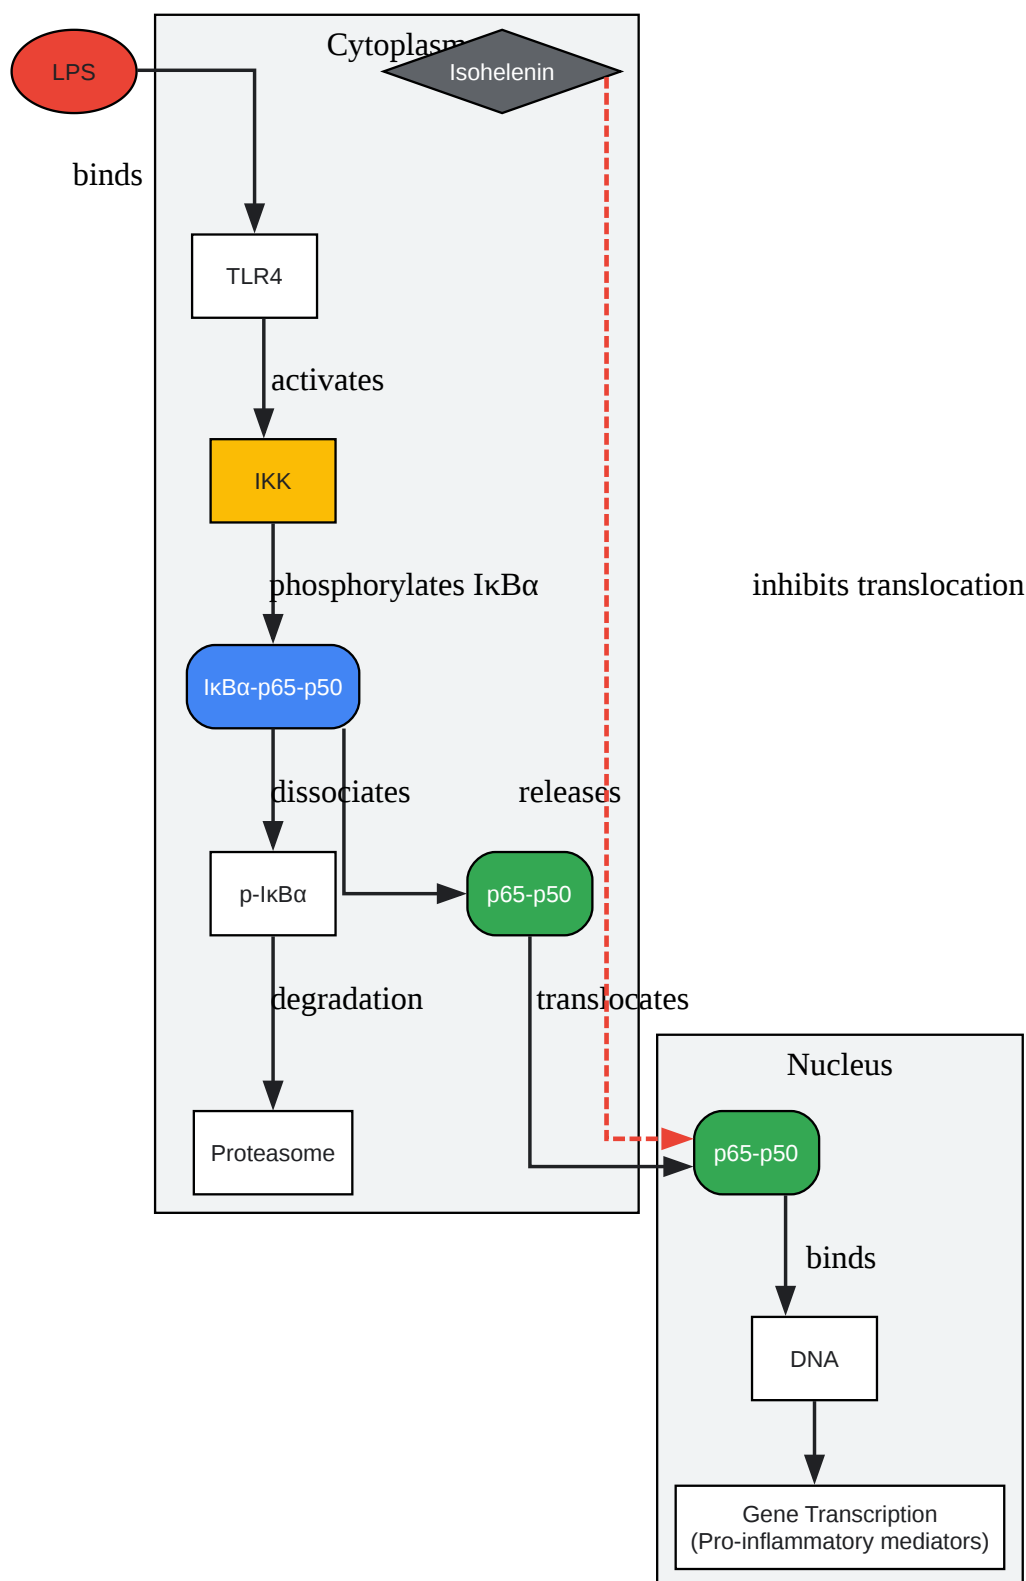 Cytoplasm
LPS
Isohelenin
binds
TLR4
activates
IKK
phosphorylates IκBα
inhibits translocation
IκBα-p65-p50
dissociates
releases
p-IκBα
p65-p50
degradation
translocates
Nucleus
Proteasome
p65-p50
binds
DNA
Gene Transcription
(Pro-inflammatory mediators)